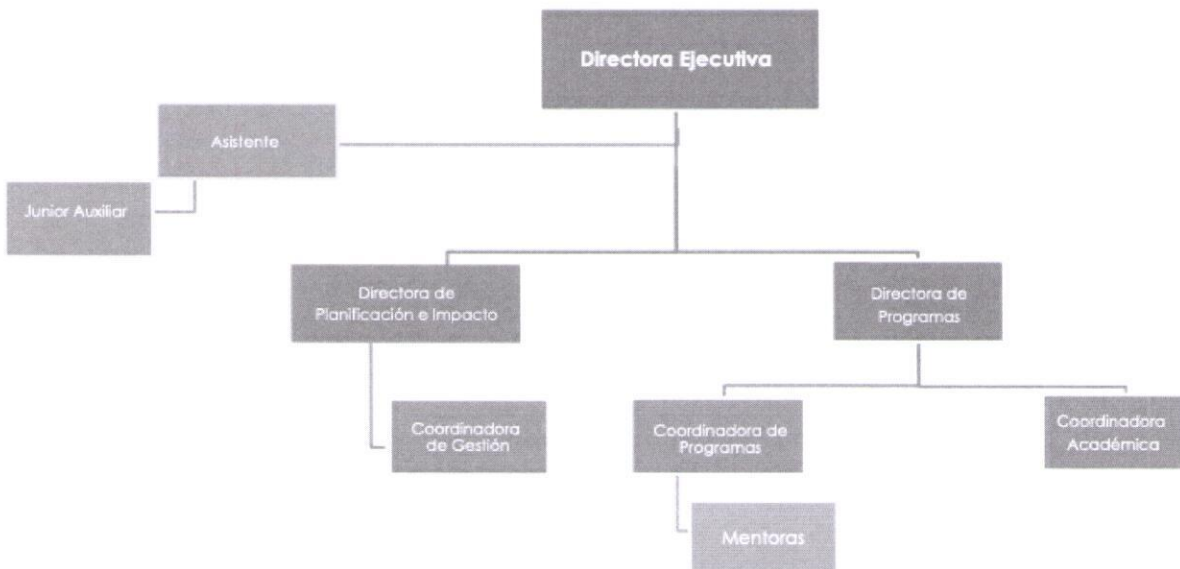 Directora Ejecutiva
Asistente
Junior Auxiliar
Directora de
Planificación e Impacto
Directora de
Programas
Coordinadora
de Gestión
Coordinadora de
Programas
Coordinadora
Académica
Mentoras